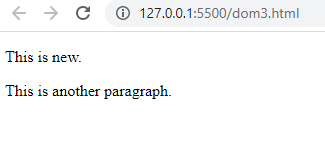 127.0.0.1:5500/dom3.html
This is new.
This is another paragraph.